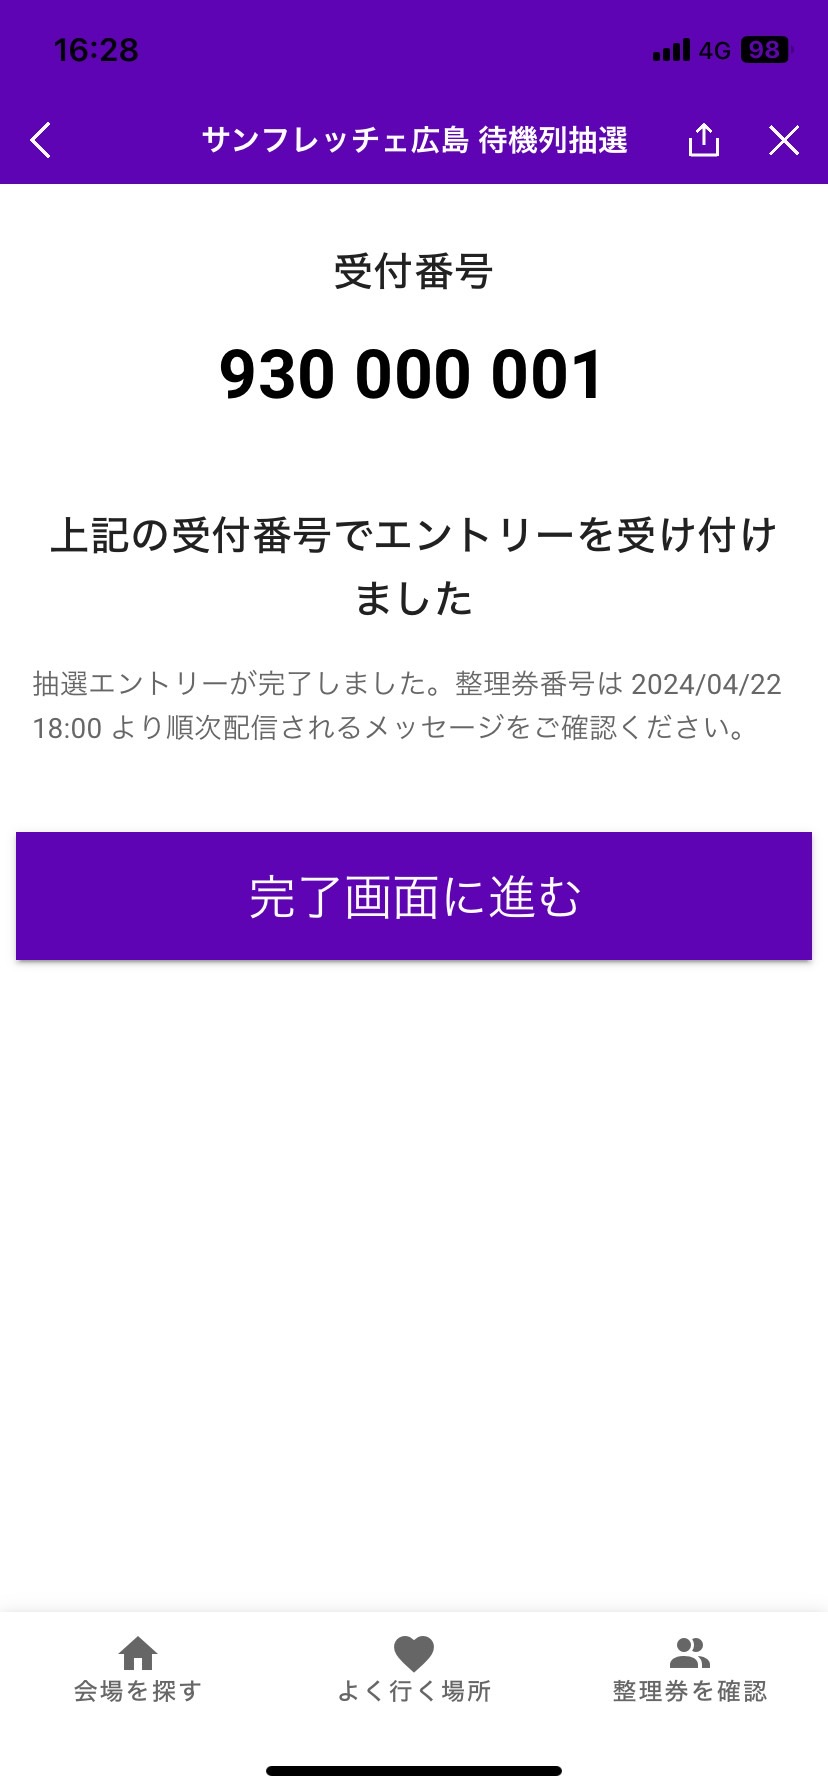 16:28
4G 98
サンフレッチェ広島 待機列抽選
受付番号
930 000 001
上記の受付番号でエントリーを受け付け
ました
抽選エントリーが完了しました。整理券番号は 2024/04/22
18:00 より順次配信されるメッセージをご確認ください。
完了画面に進む
会場を探す
よく行く場所
整理券を確認